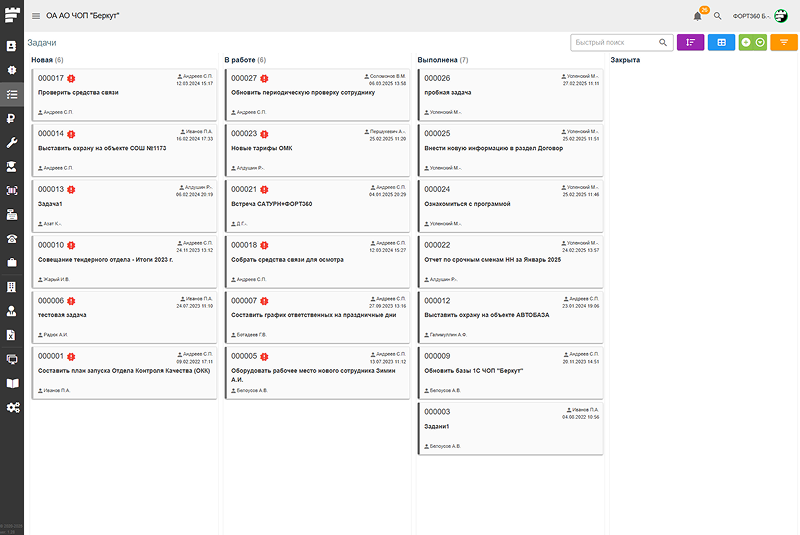 ОА АО ЧОП "Беркут"
26
ФОРТ360 Б.-.
Задачи
Быстрый поиск
Новая (6)
000017
Андреев С.П.
12.03.2024 15:17
Проверить средства связи
Андреев С.П.
000014
Иванов П.А.
16.02.2024 17:33
Выставить охрану на объекте СОШ №1173
Андреев С.П.
000013
Алдушин Р.-.
06.02.2024 20:19
Задача1
Азат К.-.
000010
Андреев С.П.
24.11.2023 13:12
Совещание тендерного отдела - Итоги 2023 г.
Жарый И.В.
000006
Иванов П.А.
24.07.2023 11:10
тестовая задача
Радюк А.И.
000001
Андреев С.П.
09.02.2022 17:11
Составить план запуска Отдела Контроля Качества (ОКК)
Иванов П.А.
В работе (6)
000027
Соломонов В.М.
06.03.2025 13:58
Обновить периодическую проверку сотруднику
Андреев С.П.
000023
Першукевич А.-.
25.02.2025 11:20
Новые тарифы ОМК
Алдушин Р.-.
000021
Андреев С.П.
04.01.2025 20:29
Встреча САТУРН+ФОРТ360
Д Г.-.
000018
Андреев С.П.
12.03.2024 15:27
Собрать средства связи для осмотра
Андреев С.П.
000007
Андреев С.П.
27.09.2023 13:16
Составить график ответственных на праздничные дни
Богадеев Г.В.
000005
Андреев С.П.
13.07.2023 11:12
Оборудовать рабочее место нового сотрудника Зимин
А.И.
Белоусов А.В.
Выполнена (7)
000026
Успенский М.-.
27.02.2025 11:11
пробная задача
Успенский М.-.
000025
Успенский М.-.
25.02.2025 11:51
Внести новую информацию в раздел Договор
Успенский М.-.
000024
Успенский М.-.
25.02.2025 11:46
Ознакомиться с программой
Успенский М.-.
000022
Успенский М.-.
24.02.2025 13:57
Отчет по срочным сменам НН за Январь 2025
Алдушин Р.-.
000012
Андреев С.П.
23.01.2024 19:06
Выставить охрану на объекте АВТОБАЗА
Галимуллин А.Ф.
000009
Андреев С.П.
20.11.2023 14:51
Обновить базы 1С ЧОП "Беркут"
Белоусов А.В.
000003
Иванов П.А.
04.08.2022 10:56
Задани1
Белоусов А.В.
Закрыта